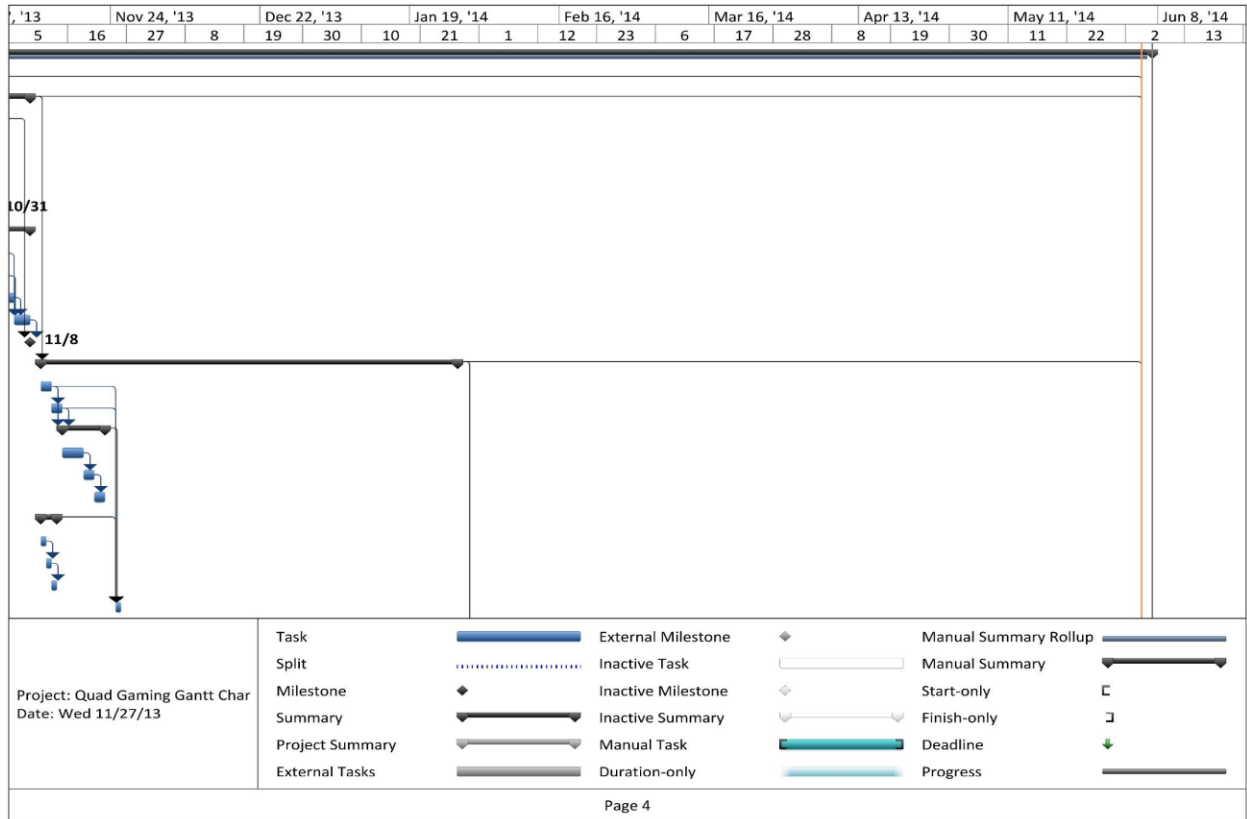 ', '13 Nov 24, '13 Dec 22, '13 Jan 19, '14 Feb 16, '14 Mar 16, '14 Apr 13, '14 May 11, '14 Jun 8, '14
5 16 27 8 19 30 10 21 1 12 23 6 17 28 8 19 30 11 22 2 13
10/31
11/8
Project: Quad Gaming Gantt Char
Date: Wed 11/27/13
Task External Milestone Manual Summary Rollup
Split Inactive Task Manual Summary
Milestone Inactive Milestone Start-only
Summary Inactive Summary Finish-only
Project Summary Manual Task Deadline
External Tasks Duration-only Progress
Page 4